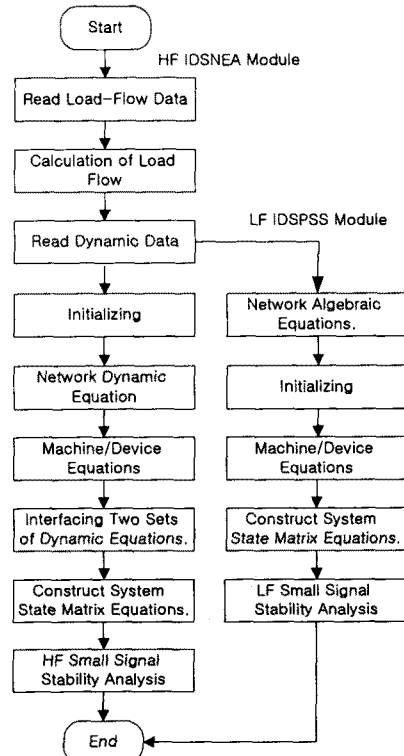 Start
HF IDSNEA Module
Read Load-Flow Data
Calculation of Load
Flow
LF IDSPSS Module
Read Dynamic Data
Initializing
Network Dynamic
Equation
Machine/Device
Equations
Interfacing Two Sets
of Dynamic Equations.
Construct System
State Matrix Equations.
HF Small Signal
Stability Analysis
End
Network Algebraic
Equations.
Initializing
Machine/Device
Equations
Construct System
State Matrix Equations.
LF Small Signal
Stability Analysis